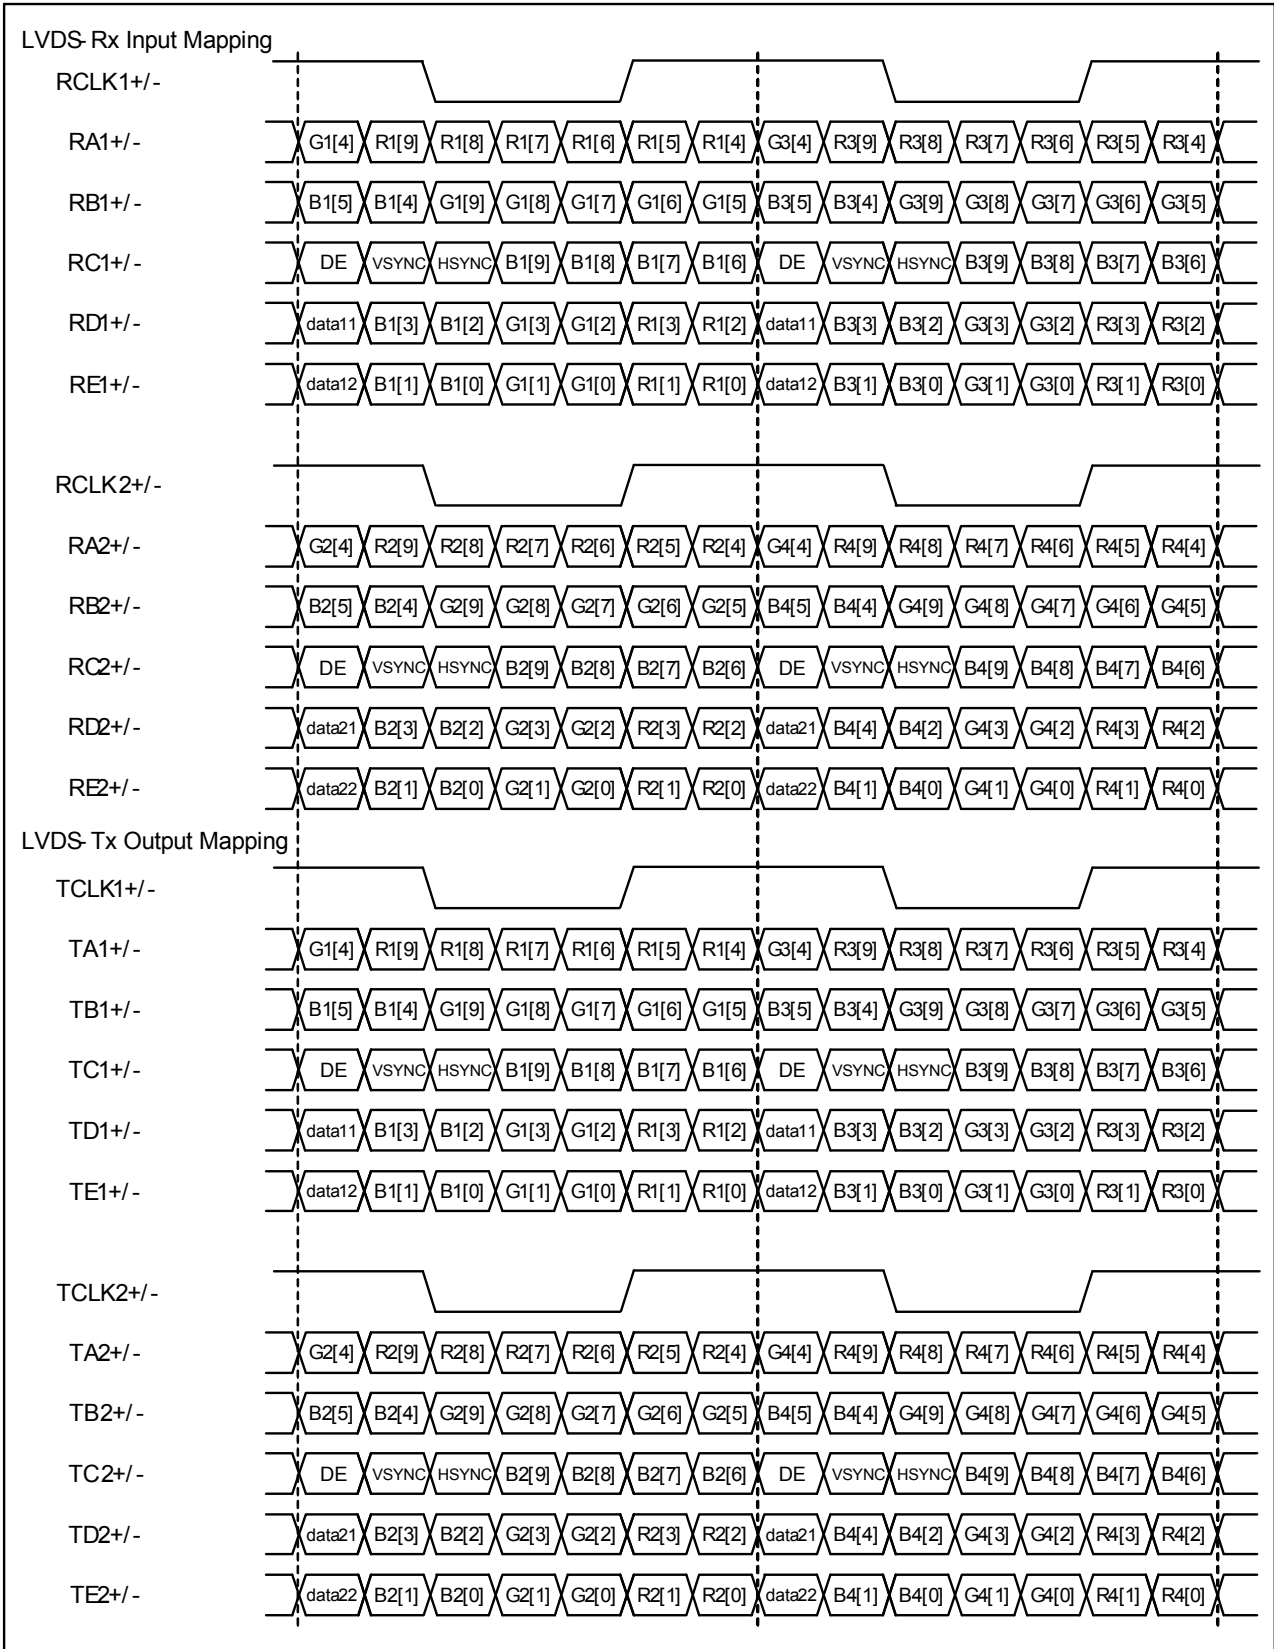 LVDS-Rx Input Mapping
RCLK1+/-
RA1+/- G1[4] R1[9] R1[8] R1[7] R1[6] R1[5] R1[4] G3[4] R3[9] R3[8] R3[7] R3[6] R3[5] R3[4]
RB1+/- B1[5] B1[4] G1[9] G1[8] G1[7] G1[6] G1[5] B3[5] B3[4] G3[9] G3[8] G3[7] G3[6] G3[5]
RC1+/- DE VSYNC HSYNC B1[9] B1[8] B1[7] B1[6] DE VSYNC HSYNC B3[9] B3[8] B3[7] B3[6]
RD1+/- data11 B1[3] B1[2] G1[3] G1[2] R1[3] R1[2] data11 B3[3] B3[2] G3[3] G3[2] R3[3] R3[2]
RE1+/- data12 B1[1] B1[0] G1[1] G1[0] R1[1] R1[0] data12 B3[1] B3[0] G3[1] G3[0] R3[1] R3[0]
RCLK2+/-
RA2+/- G2[4] R2[9] R2[8] R2[7] R2[6] R2[5] R2[4] G4[4] R4[9] R4[8] R4[7] R4[6] R4[5] R4[4]
RB2+/- B2[5] B2[4] G2[9] G2[8] G2[7] G2[6] G2[5] B4[5] B4[4] G4[9] G4[8] G4[7] G4[6] G4[5]
RC2+/- DE VSYNC HSYNC B2[9] B2[8] B2[7] B2[6] DE VSYNC HSYNC B4[9] B4[8] B4[7] B4[6]
RD2+/- data21 B2[3] B2[2] G2[3] G2[2] R2[3] R2[2] data21 B4[4] B4[2] G4[3] G4[2] R4[3] R4[2]
RE2+/- data22 B2[1] B2[0] G2[1] G2[0] R2[1] R2[0] data22 B4[1] B4[0] G4[1] G4[0] R4[1] R4[0]
LVDS-Tx Output Mapping
TCLK1+/-
TA1+/- G1[4] R1[9] R1[8] R1[7] R1[6] R1[5] R1[4] G3[4] R3[9] R3[8] R3[7] R3[6] R3[5] R3[4]
TB1+/- B1[5] B1[4] G1[9] G1[8] G1[7] G1[6] G1[5] B3[5] B3[4] G3[9] G3[8] G3[7] G3[6] G3[5]
TC1+/- DE VSYNC HSYNC B1[9] B1[8] B1[7] B1[6] DE VSYNC HSYNC B3[9] B3[8] B3[7] B3[6]
TD1+/- data11 B1[3] B1[2] G1[3] G1[2] R1[3] R1[2] data11 B3[3] B3[2] G3[3] G3[2] R3[3] R3[2]
TE1+/- data12 B1[1] B1[0] G1[1] G1[0] R1[1] R1[0] data12 B3[1] B3[0] G3[1] G3[0] R3[1] R3[0]
TCLK2+/-
TA2+/- G2[4] R2[9] R2[8] R2[7] R2[6] R2[5] R2[4] G4[4] R4[9] R4[8] R4[7] R4[6] R4[5] R4[4]
TB2+/- B2[5] B2[4] G2[9] G2[8] G2[7] G2[6] G2[5] B4[5] B4[4] G4[9] G4[8] G4[7] G4[6] G4[5]
TC2+/- DE VSYNC HSYNC B2[9] B2[8] B2[7] B2[6] DE VSYNC HSYNC B4[9] B4[8] B4[7] B4[6]
TD2+/- data21 B2[3] B2[2] G2[3] G2[2] R2[3] R2[2] data21 B4[4] B4[2] G4[3] G4[2] R4[3] R4[2]
TE2+/- data22 B2[1] B2[0] G2[1] G2[0] R2[1] R2[0] data22 B4[1] B4[0] G4[1] G4[0] R4[1] R4[0]